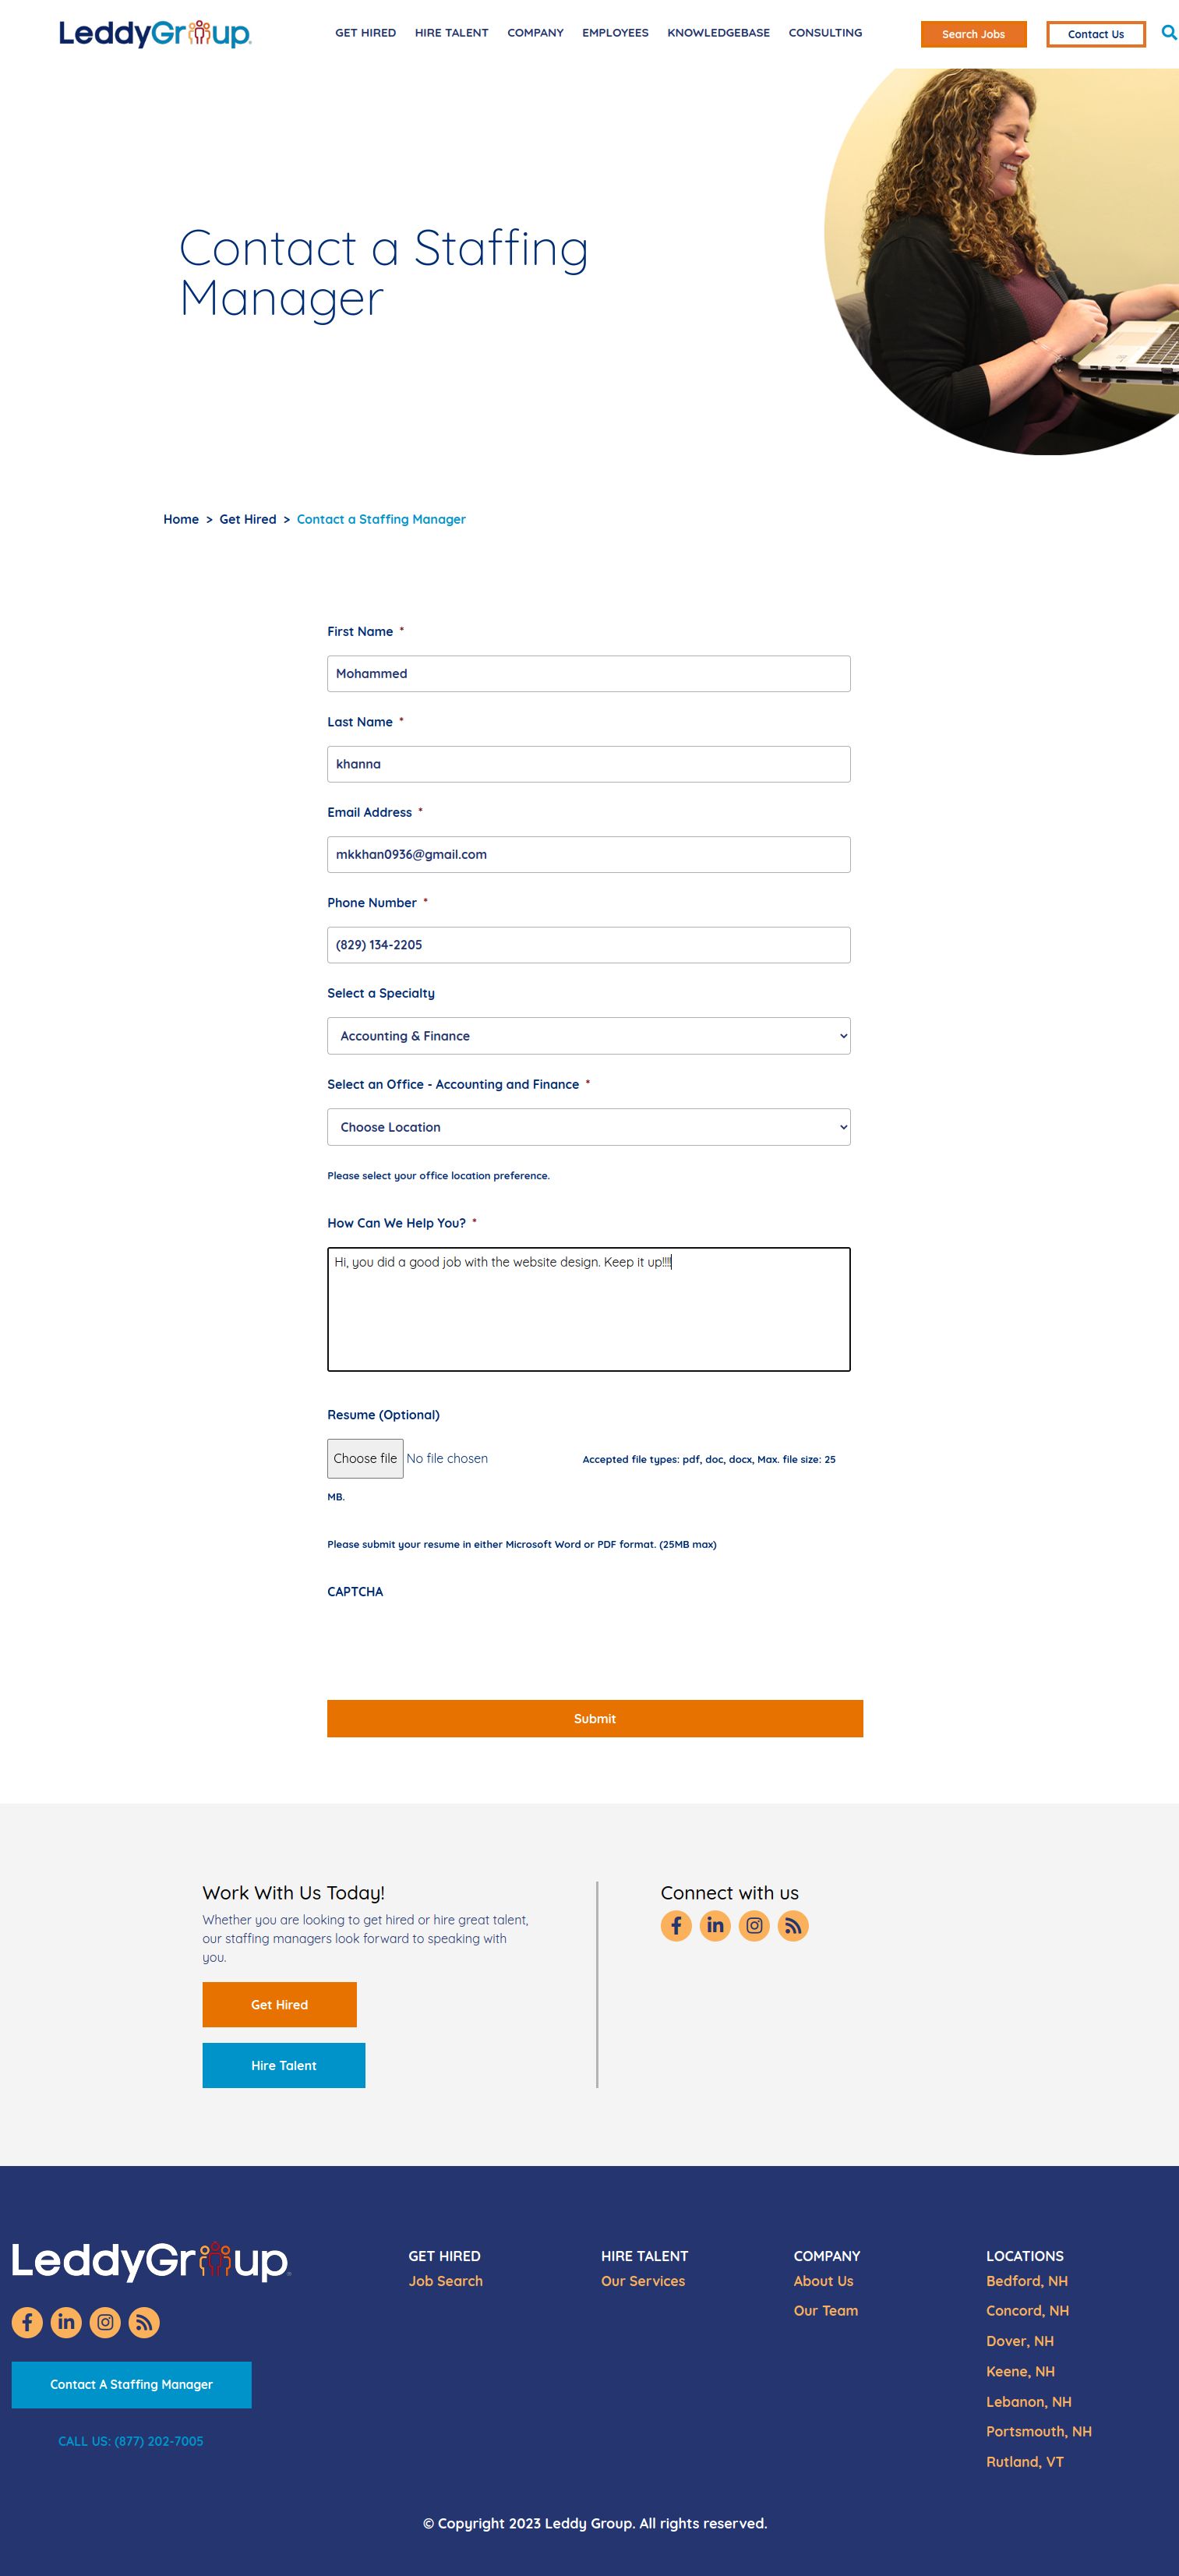 LeddyGroup
GET HIRED HIRE TALENT COMPANY EMPLOYEES KNOWLEDGEBASE CONSULTING Search Jobs Contact Us
Contact a Staffing
Manager
Home > Get Hired > Contact a Staffing Manager
First Name *
Mohammed
Last Name *
khanna
Email Address *
mkkhan0936@gmail.com
Phone Number *
(829) 134-2205
Select a Specialty
Accounting & Finance
Select an Office - Accounting and Finance *
Choose Location
Please select your office location preference.
How Can We Help You? *
Hi, you did a good job with the website design. Keep it up!!!!
Resume (Optional)
Choose file No file chosen Accepted file types: pdf, doc, docx, Max. file size: 25
MB.
Please submit your resume in either Microsoft Word or PDF format. (25MB max)
CAPTCHA
Submit
Work With Us Today!
Whether you are looking to get hired or hire great talent,
our staffing managers look forward to speaking with
you.
Get Hired
Hire Talent
Connect with us
LeddyGroup
Contact A Staffing Manager
CALL US: (877) 202-7005
GET HIRED
Job Search
HIRE TALENT
Our Services
COMPANY
About Us
Our Team
LOCATIONS
Bedford, NH
Concord, NH
Dover, NH
Keene, NH
Lebanon, NH
Portsmouth, NH
Rutland, VT
© Copyright 2023 Leddy Group. All rights reserved.